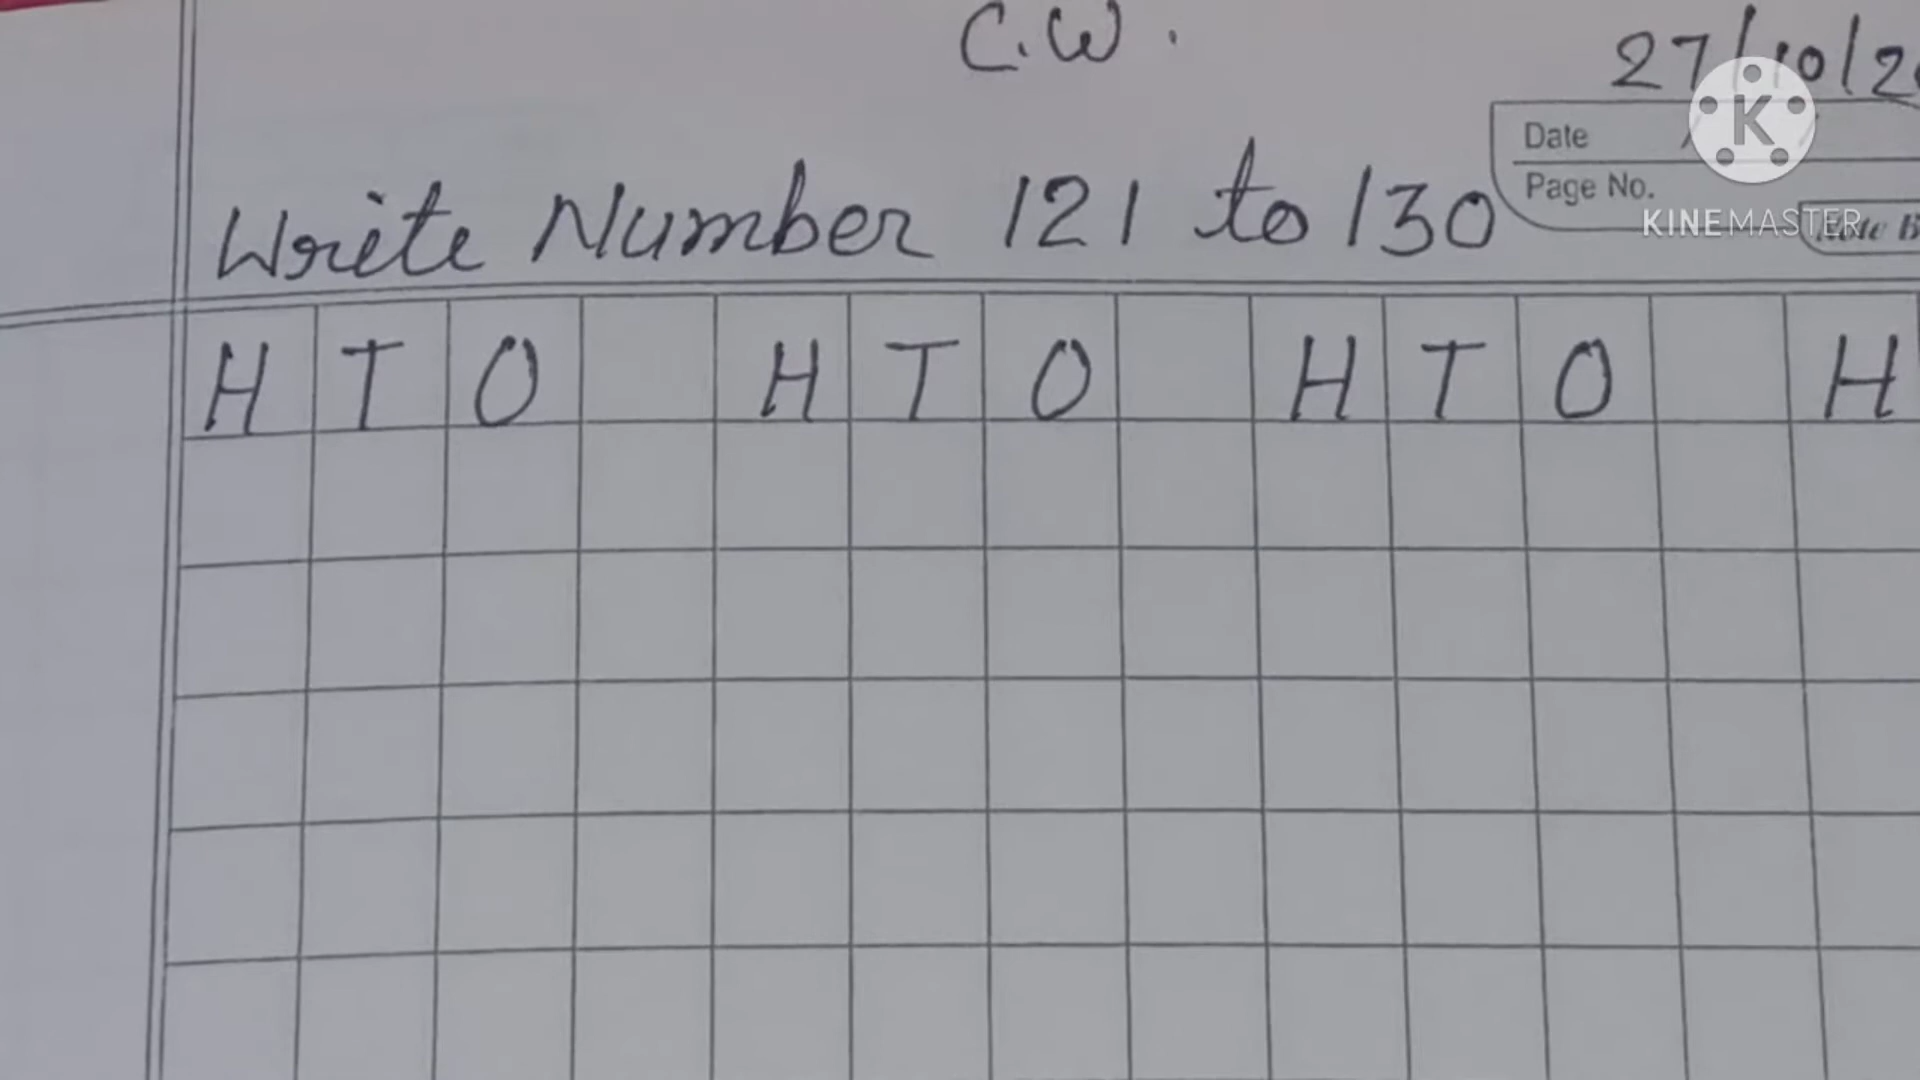 C.W.
27/10/2
Date
Page No.
K
KINEMASTER
Write Number 121 to 130
H T O H T O H T O H